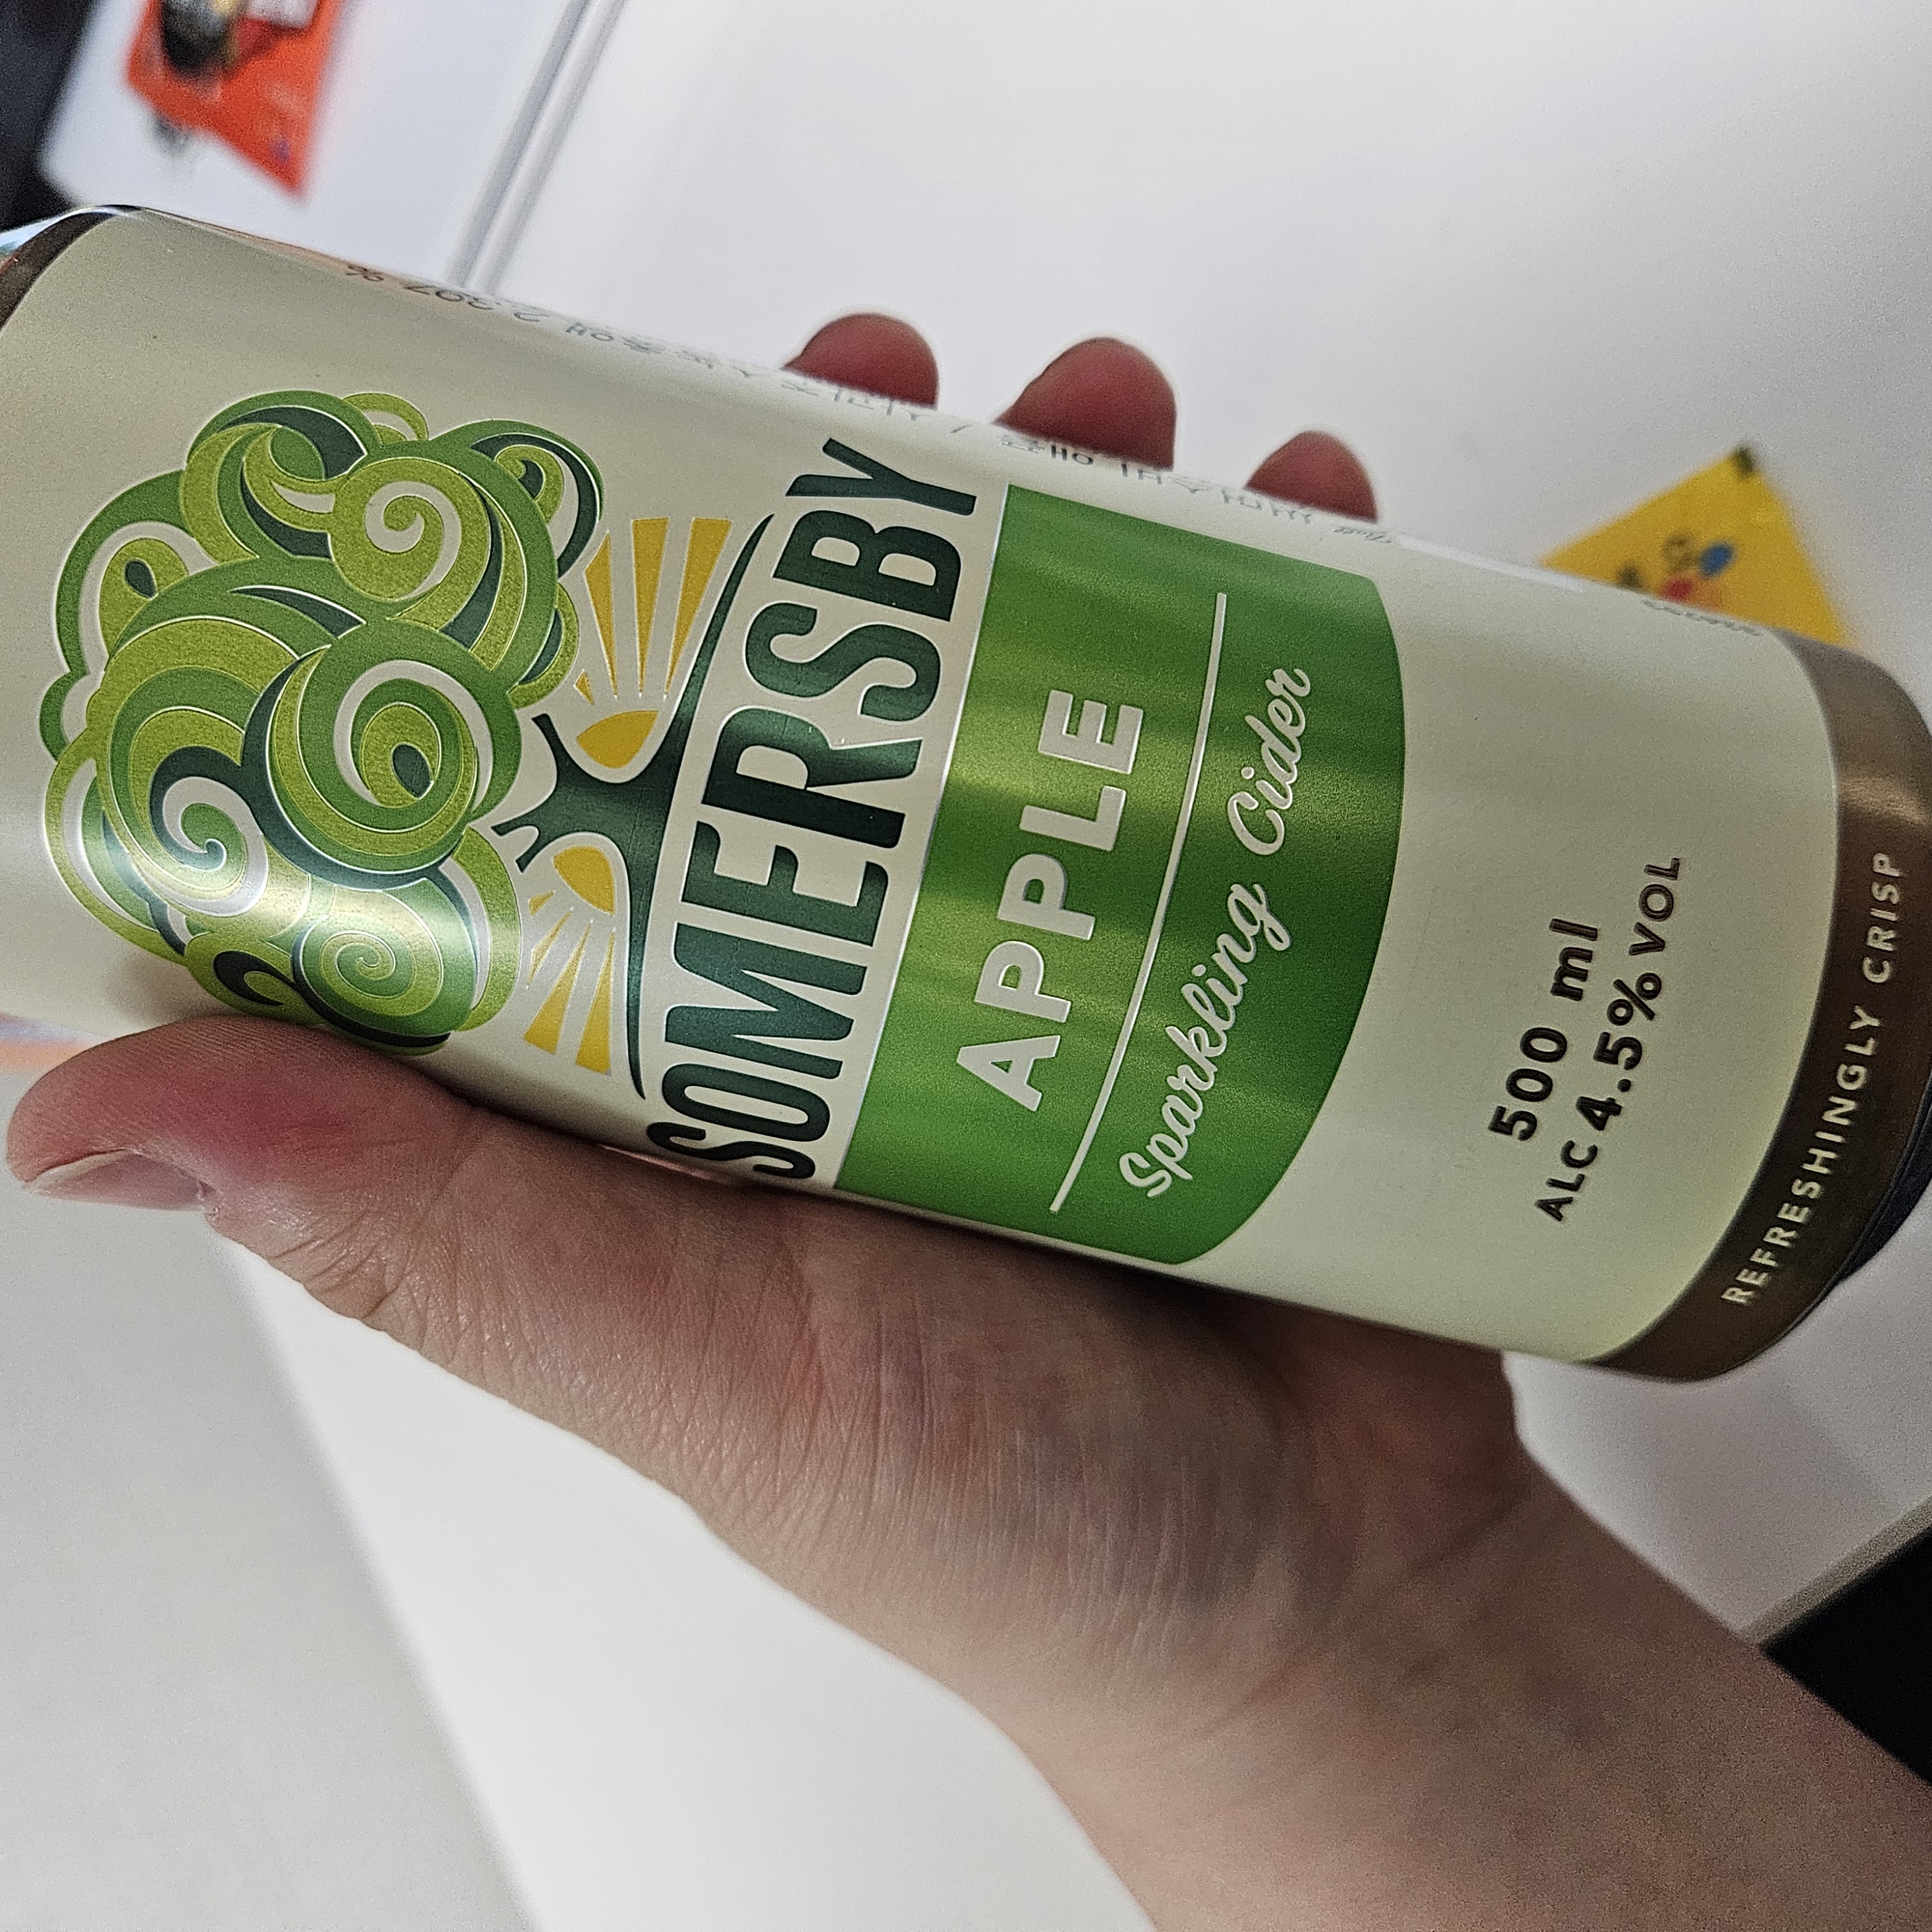 SOMERSBY
APPLE
Sparkling Cider
500 ml
ALC 4.5% VOL
REFRESHINGLY CRISP